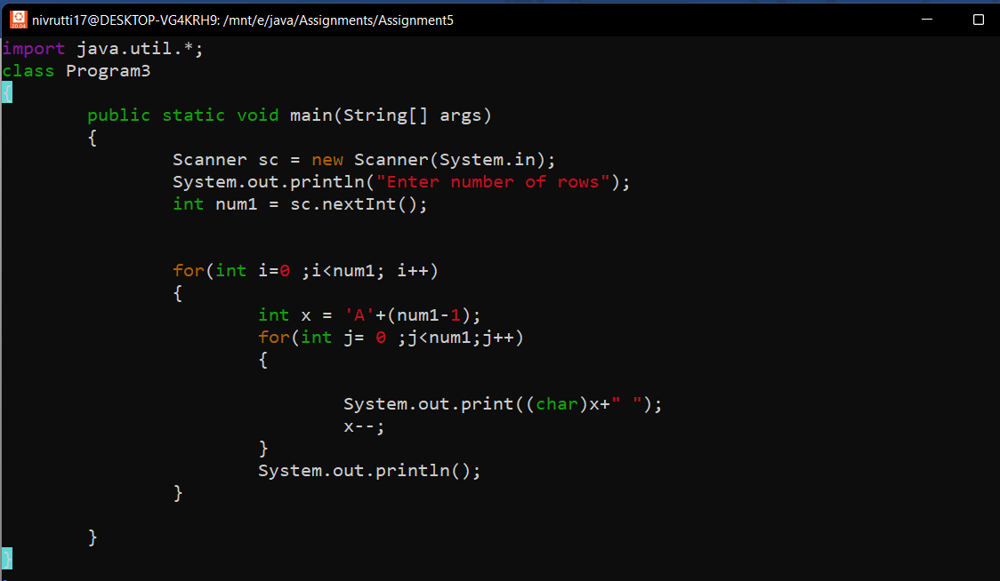 nivrutti17@DESKTOP-VG4KRH9: /mnt/e/java/Assignments/Assignment5
import java.util.*;
class Program3
{
        public static void main(String[] args)
        {
                Scanner sc = new Scanner(System.in);
                System.out.println("Enter number of rows");
                int num1 = sc.nextInt();
                for(int i=0 ;i<num1; i++)
                {
                        int x = 'A'+(num1-1);
                        for(int j= 0 ;j<num1;j++)
                        {
                                System.out.print((char)x+" ");
                                x--;
                        }
                        System.out.println();
                }
        }
}